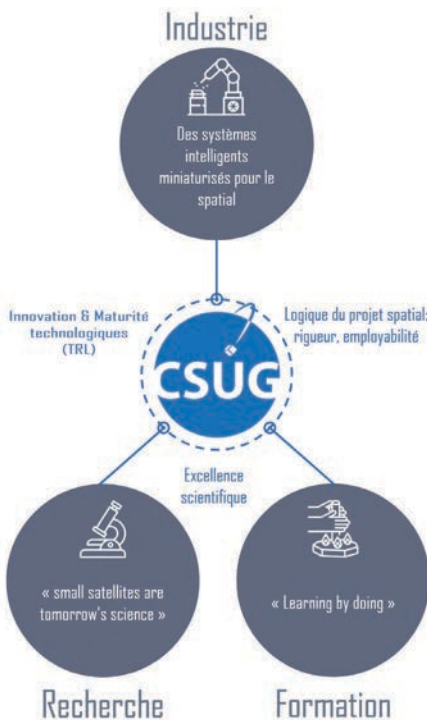 Industrie
Des systèmes
intelligents
miniaturisés pour le
spatial
Innovation & Maturité
technologiques
(TRL)
Logique du projet spatial:
rigueur, employabilité
CSUG
Excellence
scientifique
« small satellites are
tomorrow's science »
« Learning by doing »
Recherche
Formation